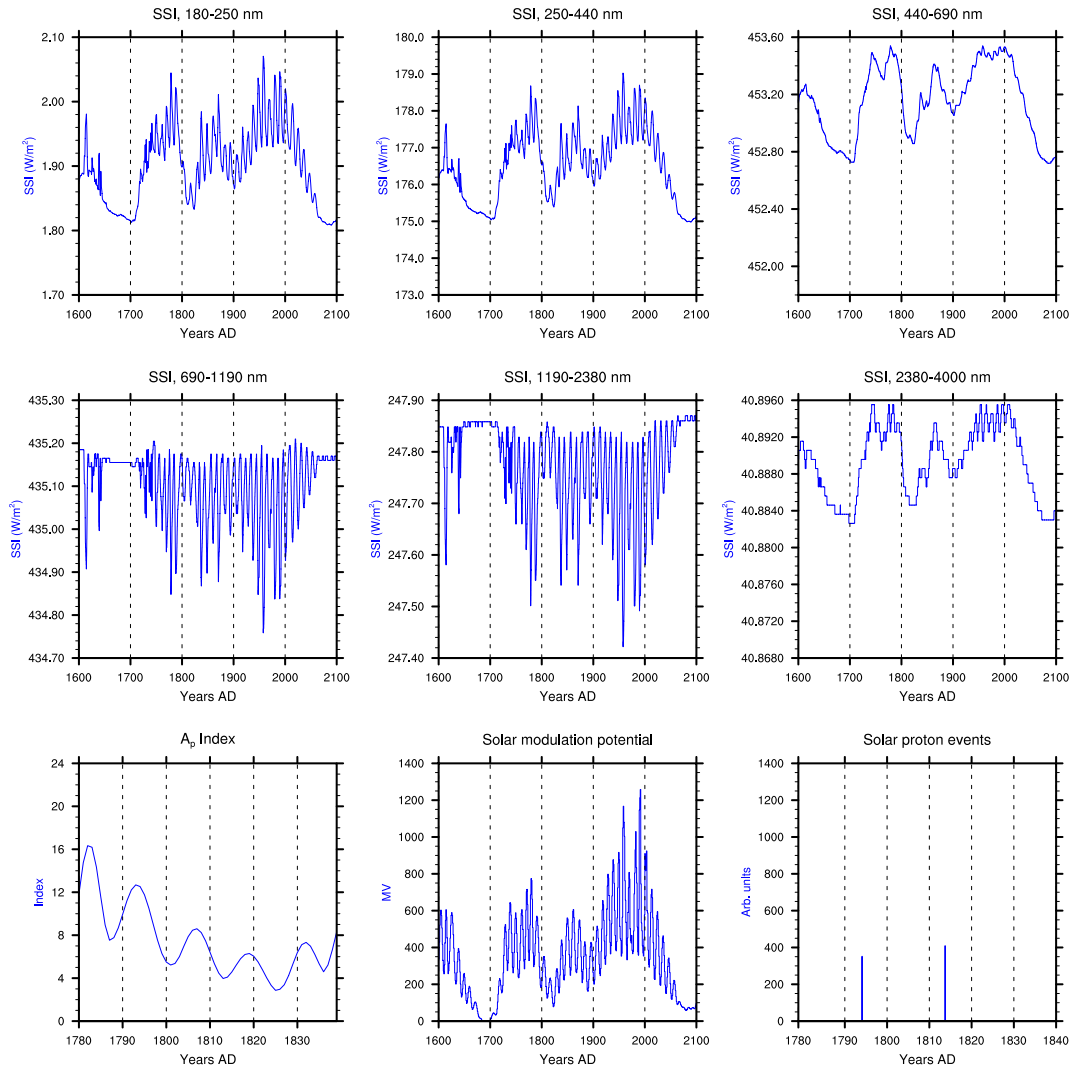 SSI, 180-250 nm
SSI, 250-440 nm
SSI, 440-690 nm
2.10
2.00
1.90
1.80
1.70
SSI (W/m²)
1600 1700 1800 1900 2000 2100
Years AD
180.0
179.0
178.0
177.0
176.0
175.0
174.0
173.0
SSI (W/m²)
1600 1700 1800 1900 2000 2100
Years AD
453.60
453.20
452.80
452.40
452.00
SSI (W/m²)
1600 1700 1800 1900 2000 2100
Years AD
SSI, 690-1190 nm
SSI, 1190-2380 nm
SSI, 2380-4000 nm
435.30
435.20
435.10
435.00
434.90
434.80
434.70
SSI (W/m²)
1600 1700 1800 1900 2000 2100
Years AD
247.90
247.80
247.70
247.60
247.50
247.40
SSI (W/m²)
1600 1700 1800 1900 2000 2100
Years AD
40.8960
40.8920
40.8880
40.8840
40.8800
40.8760
40.8720
40.8680
SSI (W/m²)
1600 1700 1800 1900 2000 2100
Years AD
Aₚ Index
Solar modulation potential
Solar proton events
24
20
16
12
8
4
0
Index
1780 1790 1800 1810 1820 1830
Years AD
1400
1200
1000
800
600
400
200
0
MV
1600 1700 1800 1900 2000 2100
Years AD
1400
1200
1000
800
600
400
200
0
Arb. units
1780 1790 1800 1810 1820 1830 1840
Years AD